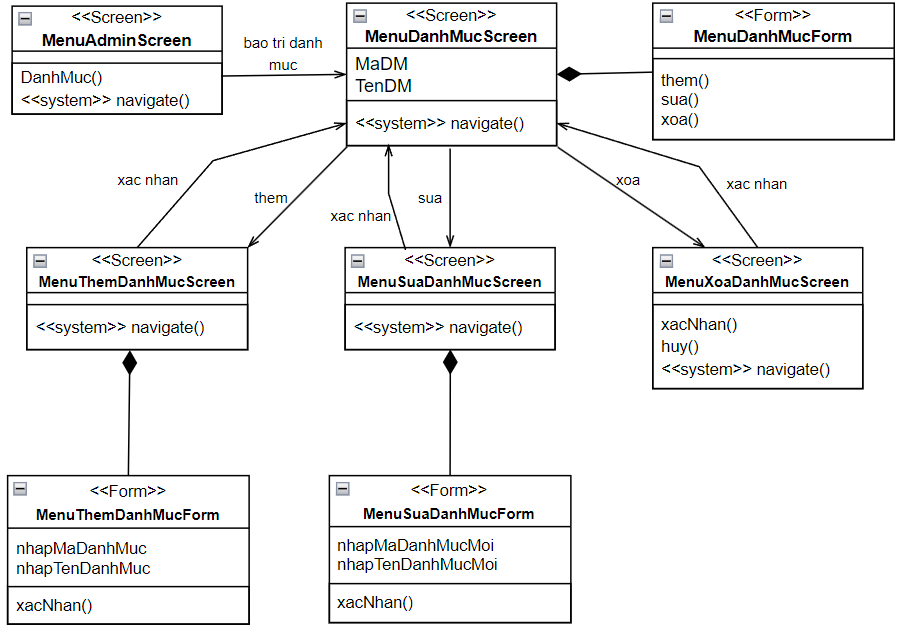 <<Screen>>
MenuAdminScreen
DanhMuc()
<<system>> navigate()
bao tri danh
muc
<<Screen>>
MenuDanhMucScreen
MaDM
TenDM
<<system>> navigate()
<<Form>>
MenuDanhMucForm
them()
sua()
xoa()
xac nhan
them
xac nhan
sua
xoa
xac nhan
<<Screen>>
MenuThemDanhMucScreen
<<system>> navigate()
<<Screen>>
MenuSuaDanhMucScreen
<<system>> navigate()
<<Screen>>
MenuXoaDanhMucScreen
xacNhan()
huy()
<<system>> navigate()
<<Form>>
MenuThemDanhMucForm
nhapMaDanhMuc
nhapTenDanhMuc
xacNhan()
<<Form>>
MenuSuaDanhMucForm
nhapMaDanhMucMoi
nhapTenDanhMucMoi
xacNhan()